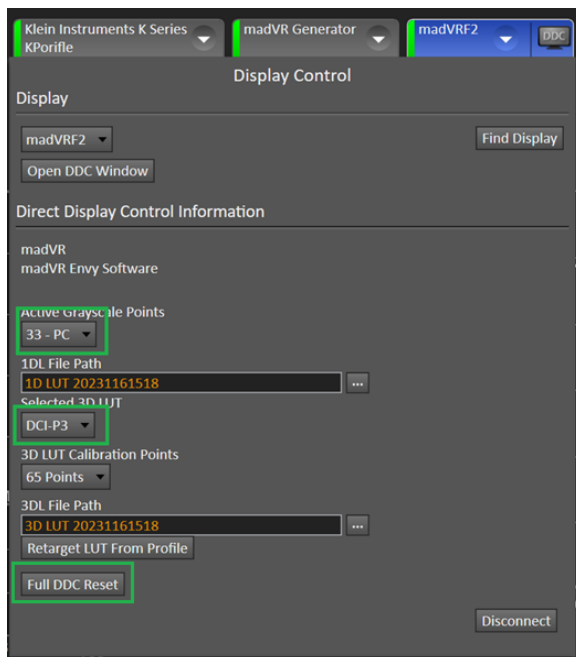 Klein Instruments K Series
KPorifle
madVR Generator
madVRF2
DDC
Display Control
Display
madVRF2
Find Display
Open DDC Window
Direct Display Control Information
madVR
madVR Envy Software
Active Grayscale Points
33 - PC
1DL File Path
1D LUT 20231161518
...
Selected 3D LUT
DCI-P3
3D LUT Calibration Points
65 Points
3DL File Path
3D LUT 20231161518
...
Retarget LUT From Profile
Full DDC Reset
Disconnect